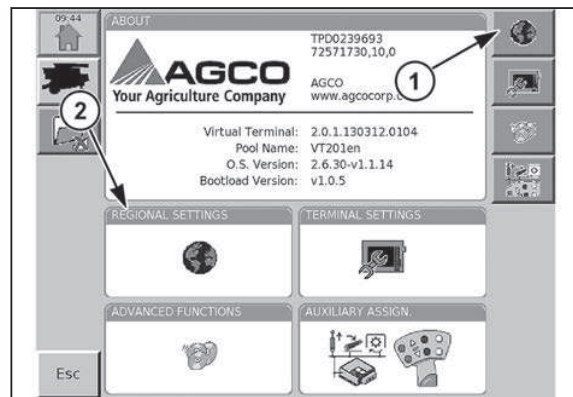 09:44
ABOUT
TPD0239693
72571730,10,0
AGCO
Your Agriculture Company
AGCO
1
2
Virtual Terminal: 2.0.1.130312.0104
Pool Name: VT201en
O.S. Version: 2.6.30-v1.1.14
Bootload Version: v1.0.5
REGIONAL SETTINGS
TERMINAL SETTINGS
ADVANCED FUNCTIONS
AUXILIARY ASSIGN.
Esc